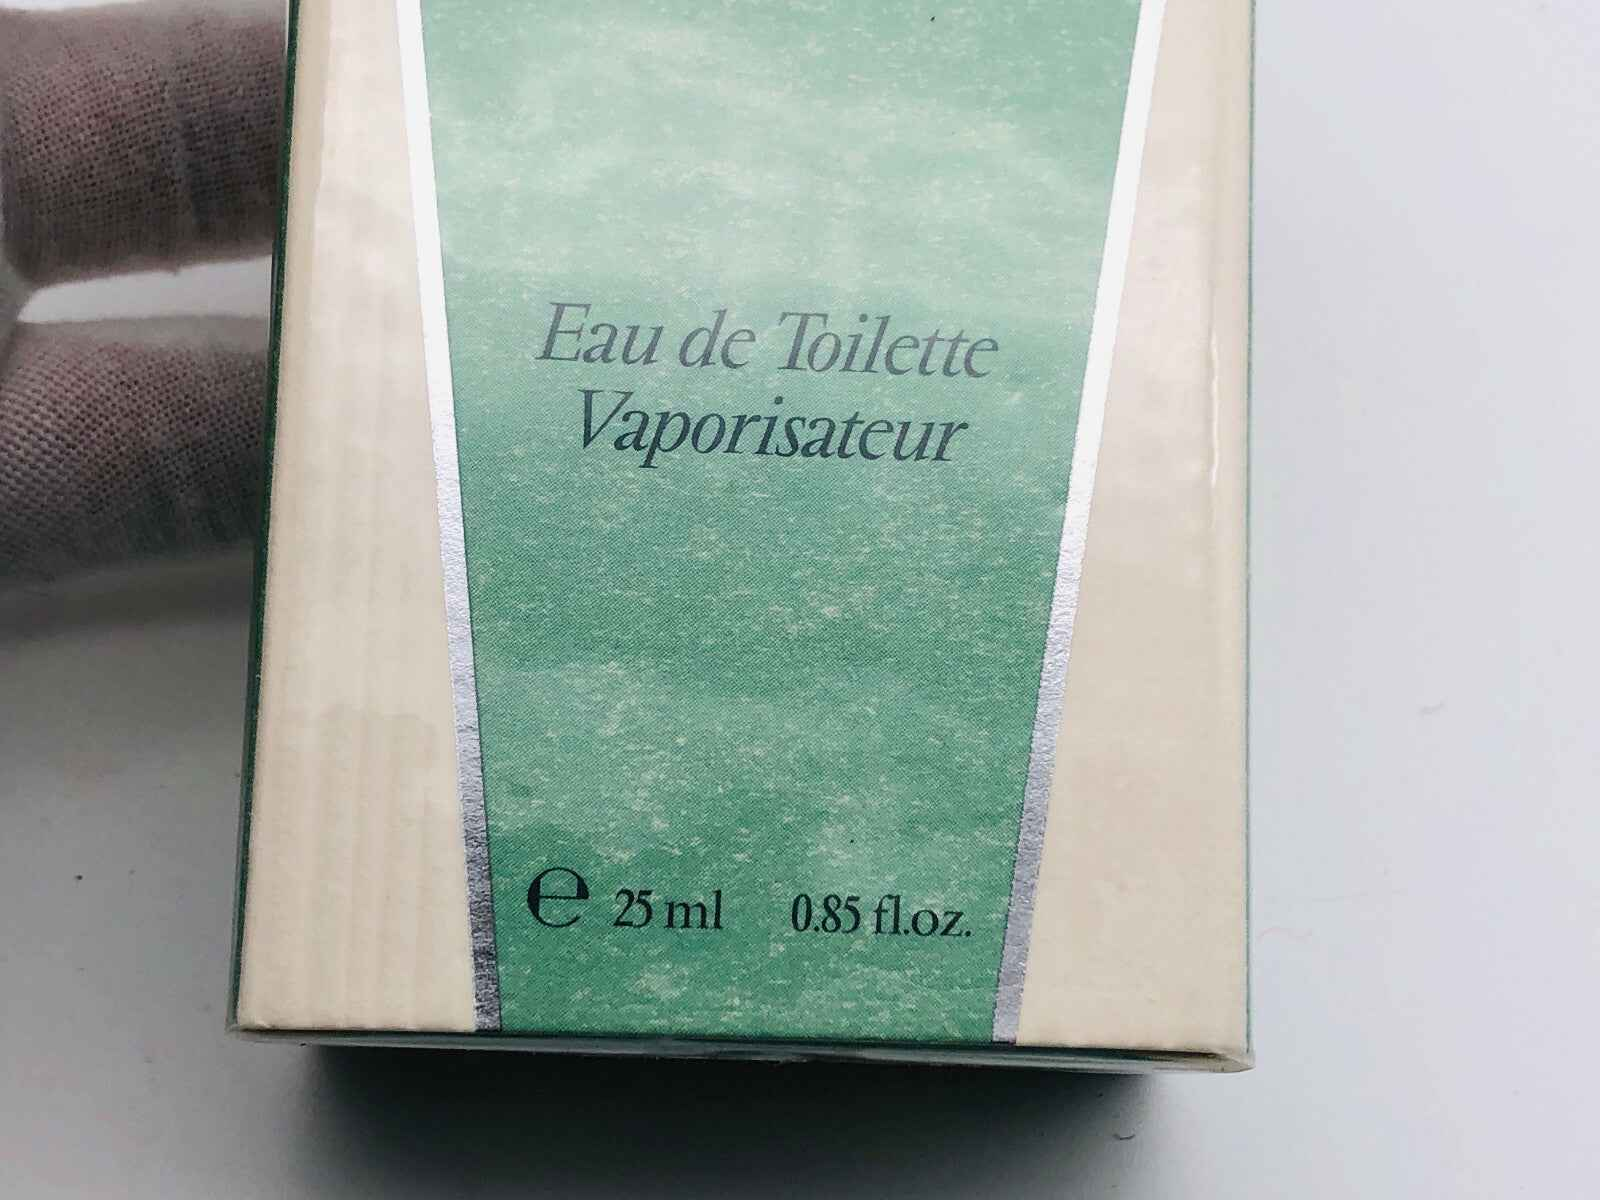 Eau de Toilette
Vaporisateur
℮ 25 ml 0.85 fl.oz.